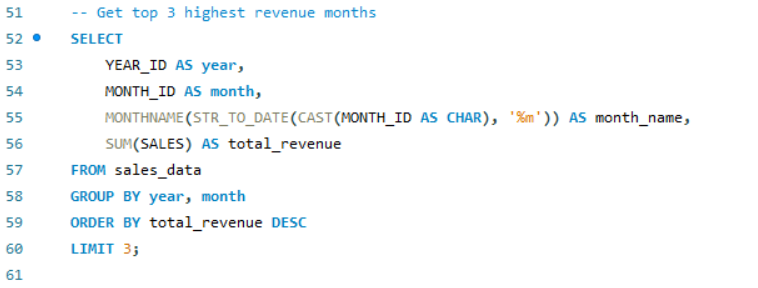 51 -- Get top 3 highest revenue months
52 SELECT
53 YEAR_ID AS year,
54 MONTH_ID AS month,
55 MONTHNAME(STR_TO_DATE(CAST(MONTH_ID AS CHAR), '%m')) AS month_name,
56 SUM(SALES) AS total_revenue
57 FROM sales_data
58 GROUP BY year, month
59 ORDER BY total_revenue DESC
60 LIMIT 3;
61